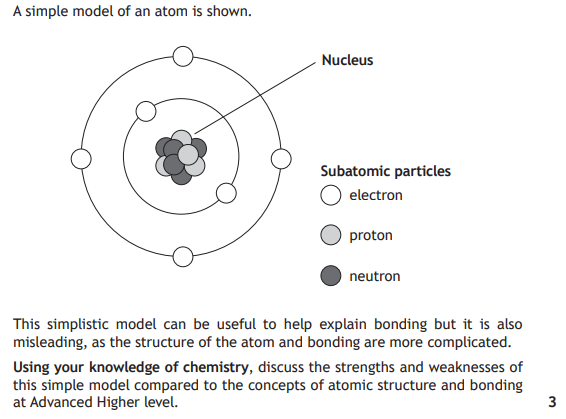 A simple model of an atom is shown.
Nucleus
Subatomic particles
electron
proton
neutron
This simplistic model can be useful to help explain bonding but it is also
misleading, as the structure of the atom and bonding are more complicated.
Using your knowledge of chemistry, discuss the strengths and weaknesses of
this simple model compared to the concepts of atomic structure and bonding
at Advanced Higher level. 3